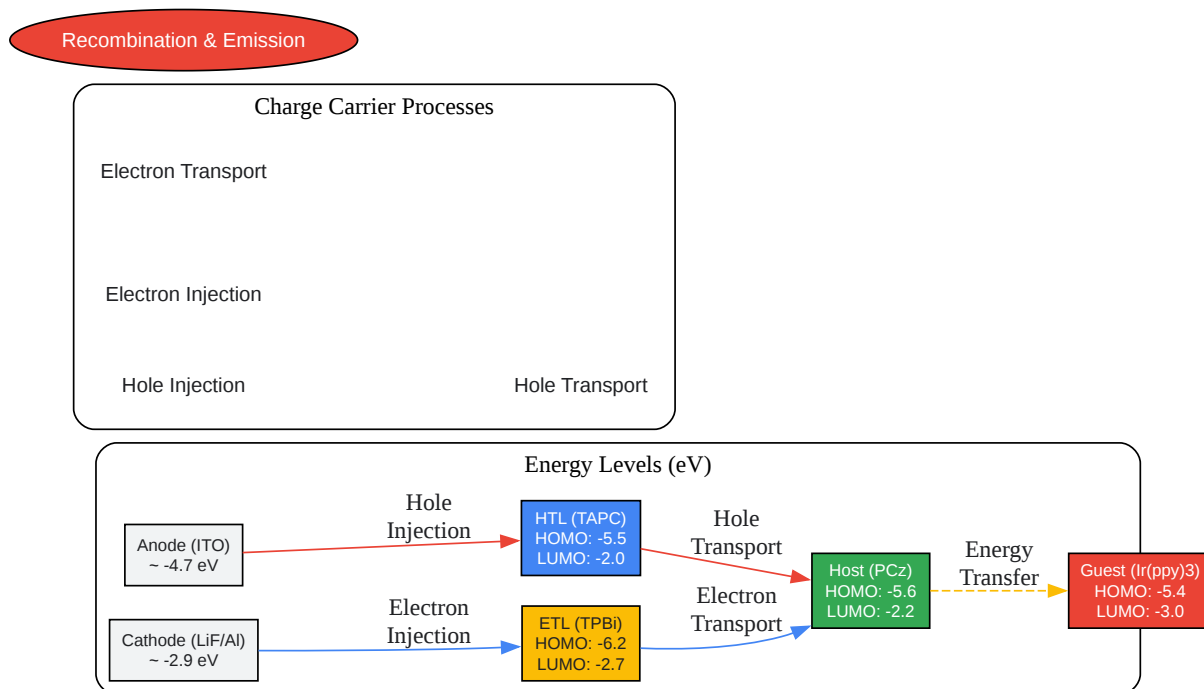 Recombination & Emission
Charge Carrier Processes
Electron Transport
Electron Injection
Hole Injection
Hole Transport
Energy Levels (eV)
Anode (ITO)
~ -4.7 eV
Hole
Injection
HTL (TAPC)
HOMO: -5.5
LUMO: -2.0
Hole
Transport
Cathode (LiF/Al)
~ -2.9 eV
Electron
Injection
ETL (TPBi)
HOMO: -6.2
LUMO: -2.7
Electron
Transport
Host (PCz)
HOMO: -5.6
LUMO: -2.2
Energy
Transfer
Guest (Ir(ppy)3)
HOMO: -5.4
LUMO: -3.0